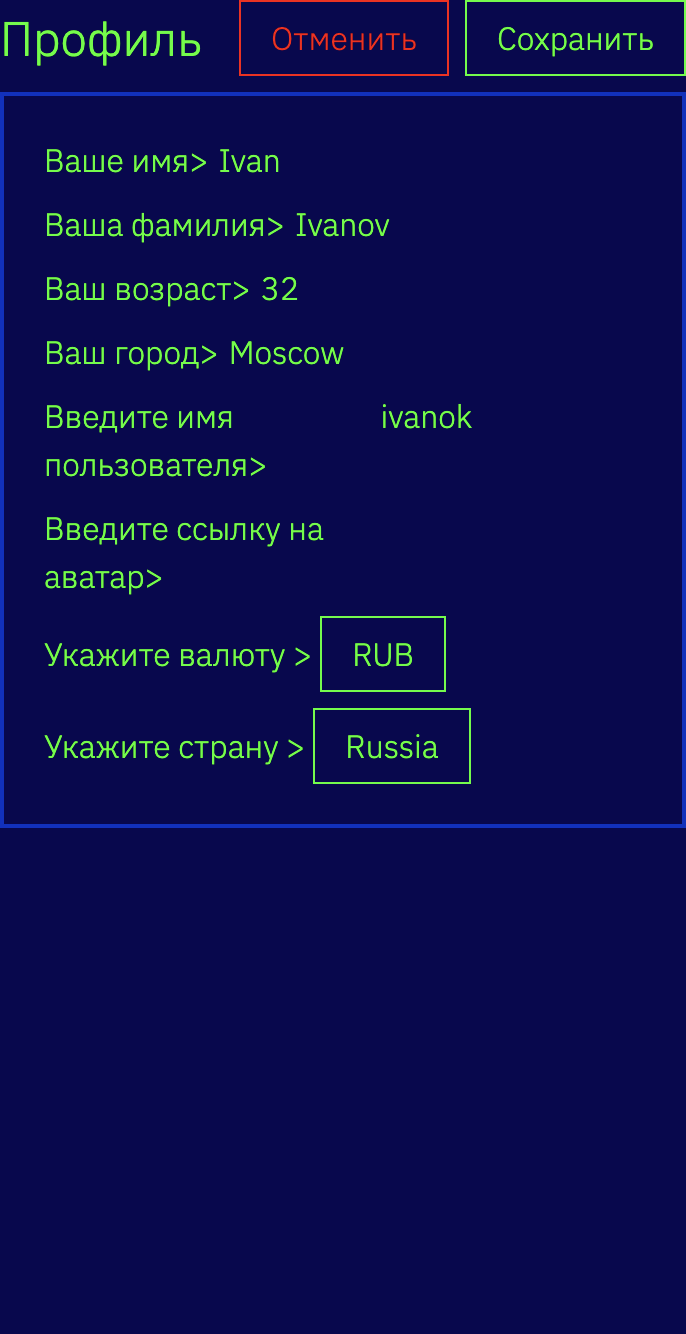 Профиль Отменить Сохранить
Ваше имя> Ivan
Ваша фамилия> Ivanov
Ваш возраст> 32
Ваш город> Moscow
Введите имя ivanok
пользователя>
Введите ссылку на
аватар>
Укажите валюту > RUB
Укажите страну > Russia